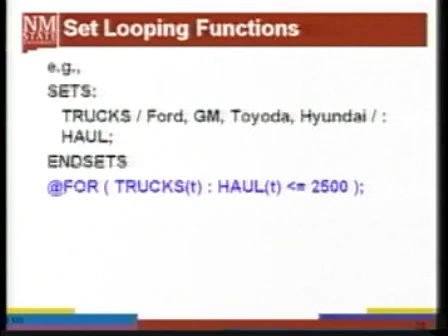 NM
STATE
Set Looping Functions
e.g.,
SETS:
TRUCKS / Ford, GM, Toyoda, Hyundai / :
HAUL;
ENDSETS
@FOR ( TRUCKS(t) : HAUL(t) <= 2500 );